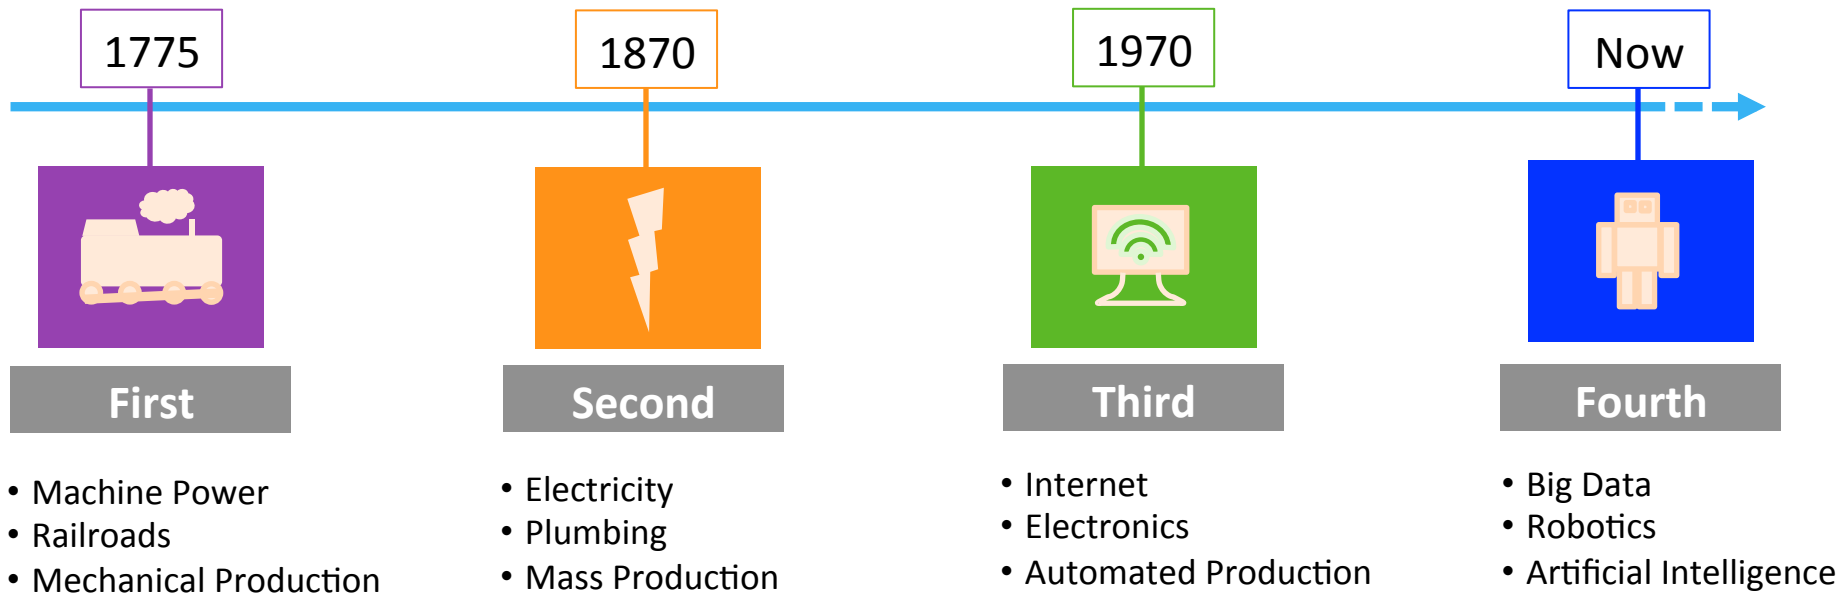 1775
1870
1970
Now
First
Second
Third
Fourth
• Machine Power
• Railroads
• Mechanical Production
• Electricity
• Plumbing
• Mass Production
• Internet
• Electronics
• Automated Production
• Big Data
• Robotics
• Artificial Intelligence